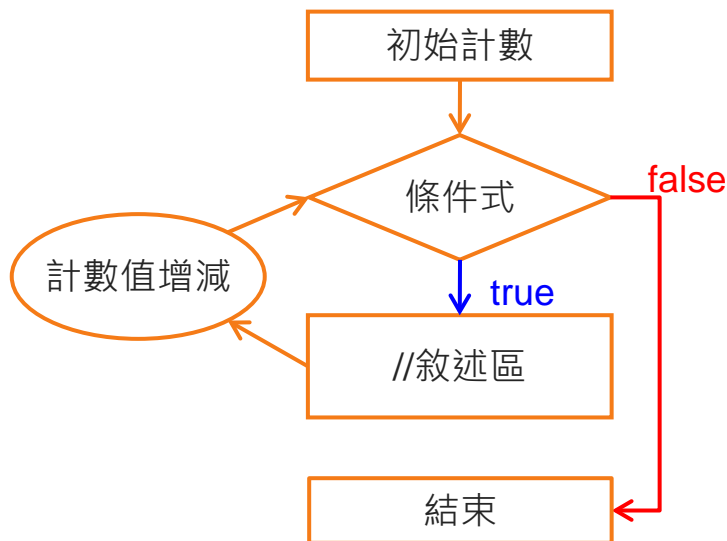 初始計數
條件式
false
計數值增減
true
//敘述區
結束